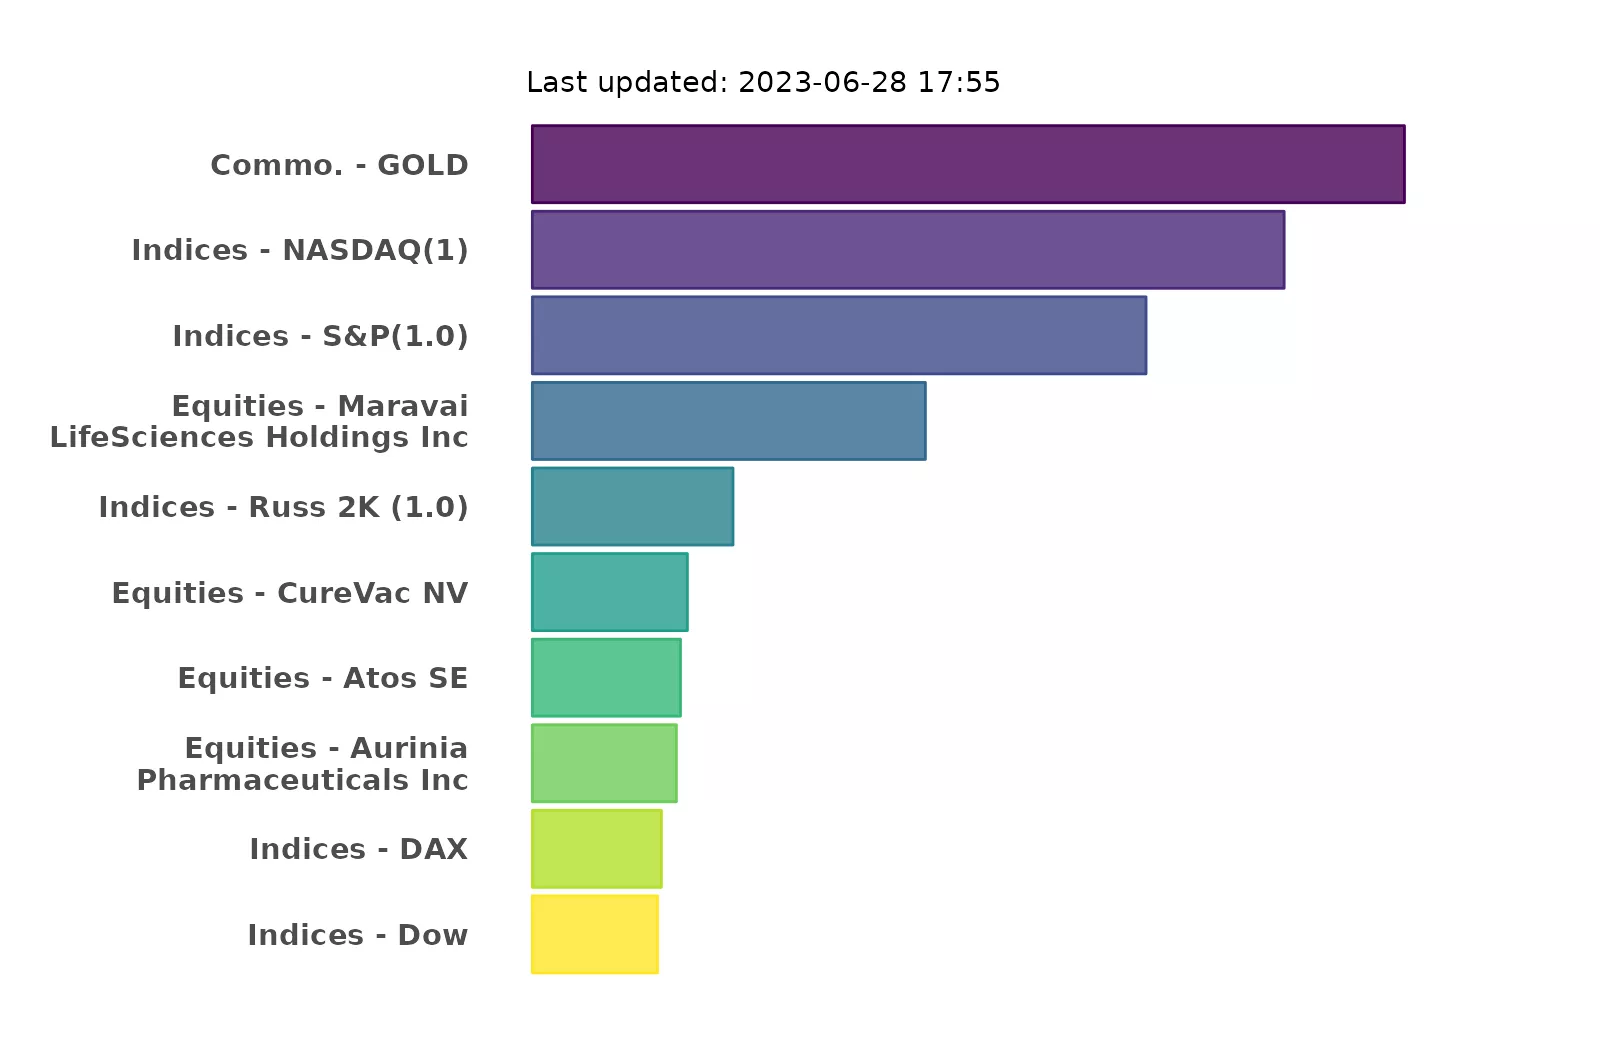 Last updated: 2023-06-28 17:55
Commo. - GOLD
Indices - NASDAQ(1)
Indices - S&P(1.0)
Equities - Maravai
LifeSciences Holdings Inc
Indices - Russ 2K (1.0)
Equities - CureVac NV
Equities - Atos SE
Equities - Aurinia
Pharmaceuticals Inc
Indices - DAX
Indices - Dow